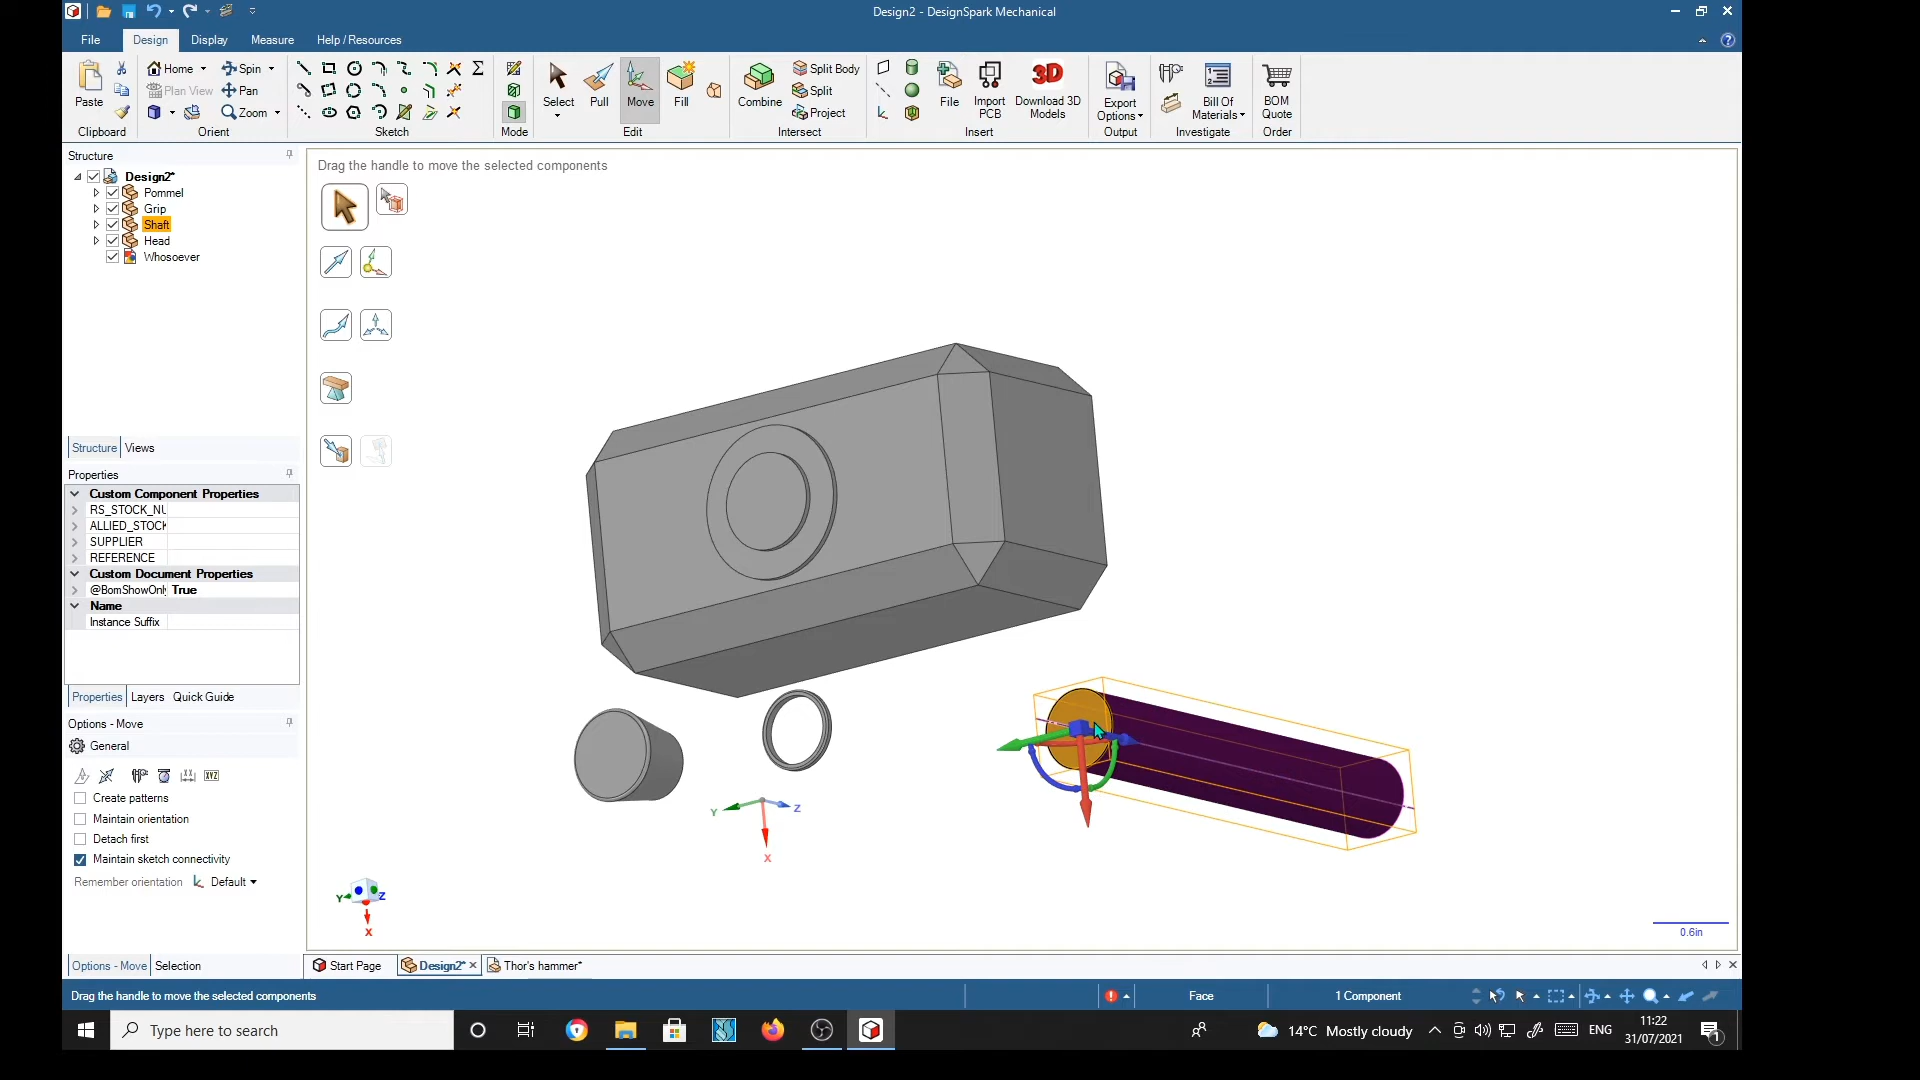 Design2 - DesignSpark Mechanical
File Design Display Measure Help / Resources
Paste
Clipboard
Home Spin
Plan View Pan
Zoom
Orient
Sketch
Mode
Select Pull Move Fill
Edit
Combine
Split Body
Split
Project
Intersect
File
Import PCB
3D
Download 3D Models
Insert
Export Options
Output
Bill Of Materials
Investigate
BOM Quote
Order
Structure
Design2*
Pommel
Grip
Shaft
Head
Whosoever
Structure Views
Properties
Custom Component Properties
RS_STOCK_NU
ALLIED_STOCK
SUPPLIER
REFERENCE
Custom Document Properties
@BomShowOnl True
Name
Instance Suffix
Properties Layers Quick Guide
Options - Move
General
XYZ
Create patterns
Maintain orientation
Detach first
Maintain sketch connectivity
Remember orientation Default
Options - Move Selection
Drag the handle to move the selected components
Y Z
X
Y Z
X
0.6in
Start Page Design2* Thor's hammer*
Drag the handle to move the selected components Face 1 Component
Type here to search 14°C Mostly cloudy ENG 11:22
31/07/2021
1